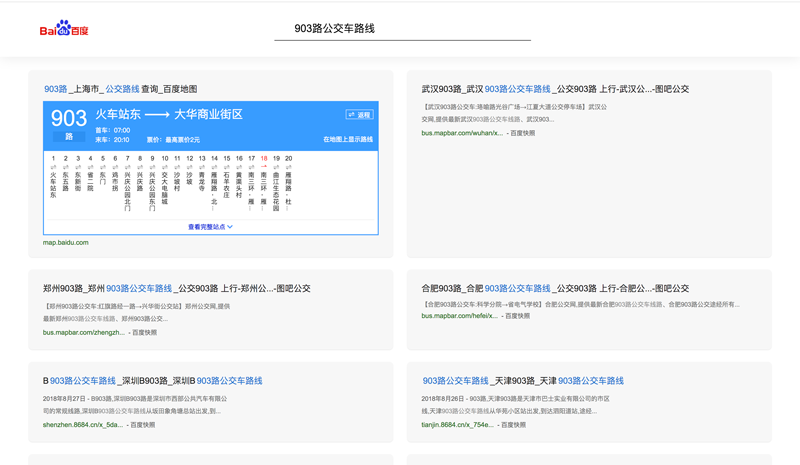 Bai du 百度
903路公交车路线
903路_上海市_公交路线查询_百度地图
903
路
火车站东 → 大华商业街区
返程
首车: 07:00
末车: 20:10 票价: 最高票价2元
在地图上显示路线
1 2 3 4 5 6 7 8 9 10 11 12 13 14 15 16 17 18 19 20
火车站东
东五路
东新街
省二院
东门
鸡市拐
兴庆公园北门
兴庆路
兴庆公园东门
交大电脑城
沙坡村
沙坡
青龙寺
雁翔路·北...
石羊农庄
黄渠头村
南三环·雁...
南三环·雁...
曲江生态花园
雁翔路·杜...
查看完整站点
map.baidu.com
武汉903路_武汉903路公交车路线_公交903路 上行-武汉公...-图吧公交
【武汉903路公交车:珞喻路光谷广场→江夏大道公交停车场】武汉公
交网,提供最新武汉903路公交车线路、武汉903...
bus.mapbar.com/wuhan/x... - 百度快照
郑州903路_郑州903路公交车路线_公交903路 上行-郑州公...-图吧公交
【郑州903路公交车:红旗路经一路→兴华街公交站】郑州公交网,提供
最新郑州903路公交车线路、郑州903路公交...
bus.mapbar.com/zhengzh... - 百度快照
合肥903路_合肥903路公交车路线_公交903路 上行-合肥公...-图吧公交
【合肥903路公交车:科学分院→省电气学校】合肥公交网,提供最新合肥903路公交车线路、合肥903路公交途经所有...
bus.mapbar.com/hefei/x... - 百度快照
B903路公交车路线_深圳B903路_深圳B903路公交车路线
2018年8月27日 - B903路,深圳B903路是深圳市西部公共汽车有限公
司的常规线路,深圳B903路公交车路线从坂田象角塘总站出发,到...
shenzhen.8684.cn/x_5da... - 百度快照
903路公交车路线_天津903路_天津903路公交车路线
2018年8月26日 - 903路,天津903路是天津市巴士实业有限公司的市区
线,天津903路公交车路线从华苑小区站出发,到达泗阳道站,途经...
tianjin.8684.cn/x_754e... - 百度快照